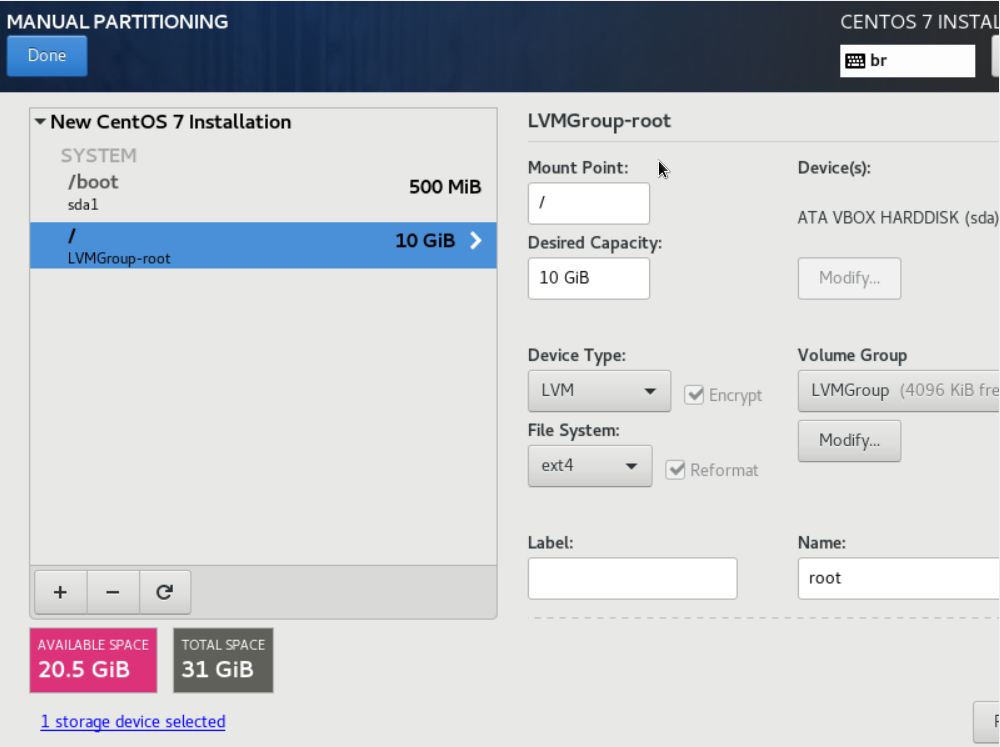 MANUAL PARTITIONING
CENTOS 7 INSTAL
Done
br
New CentOS 7 Installation
SYSTEM
/boot
500 MiB
sda1
/
10 GiB
LVMGroup-root
LVMGroup-root
Mount Point:
/
Desired Capacity:
10 GiB
Device(s):
ATA VBOX HARDDISK (sda)
Modify...
Device Type:
LVM
Encrypt
Volume Group
LVMGroup (4096 KiB fre
Modify...
File System:
ext4
Reformat
Label:
Name:
root
+
−
AVAILABLE SPACE
20.5 GiB
TOTAL SPACE
31 GiB
1 storage device selected